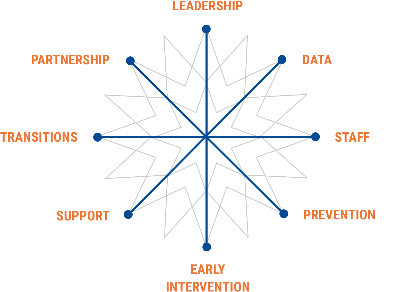 LEADERSHIP
PARTNERSHIP
DATA
TRANSITIONS
STAFF
SUPPORT
PREVENTION
EARLY
INTERVENTION